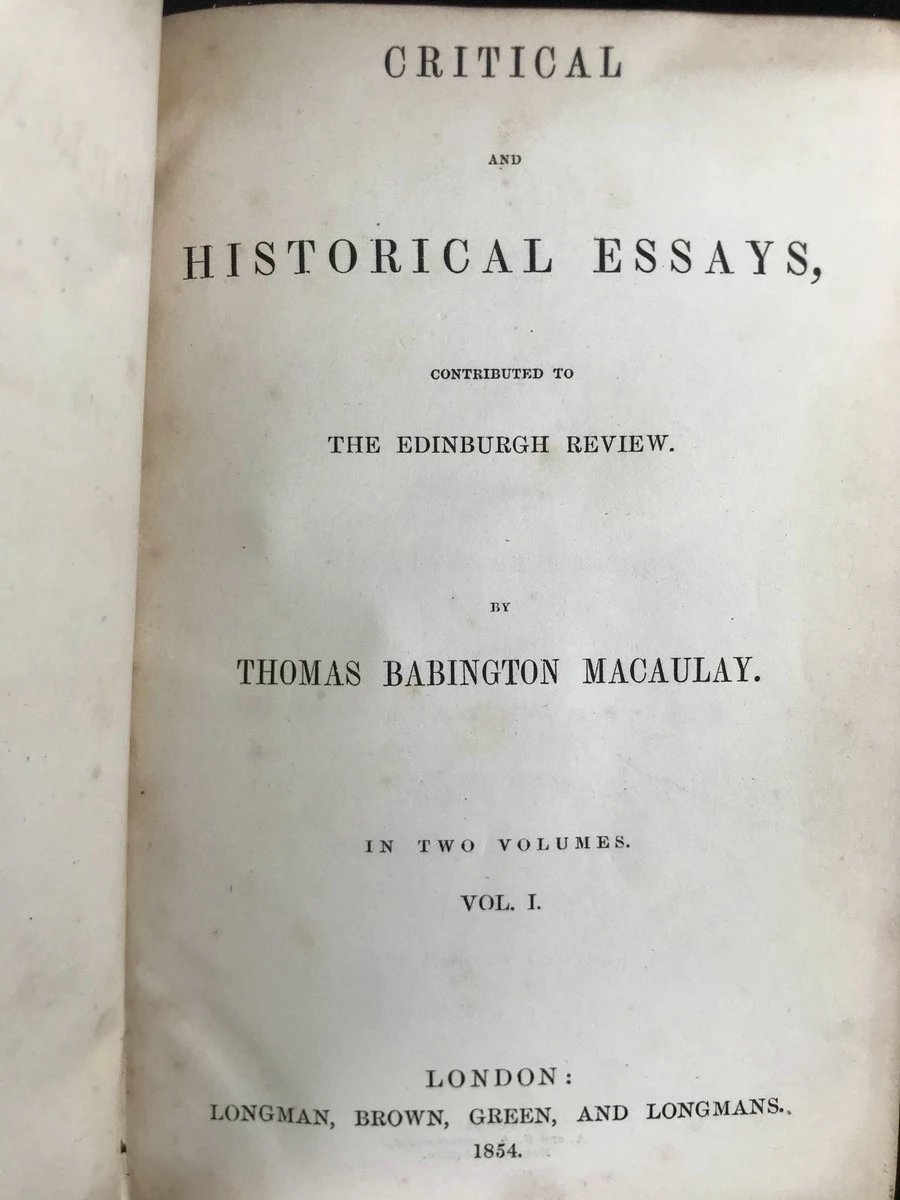 CRITICAL
AND
HISTORICAL ESSAYS,
CONTRIBUTED TO
THE EDINBURGH REVIEW.
BY
THOMAS BABINGTON MACAULAY.
IN TWO VOLUMES.
VOL. I.
LONDON:
LONGMAN, BROWN, GREEN, AND LONGMANS.
1854.